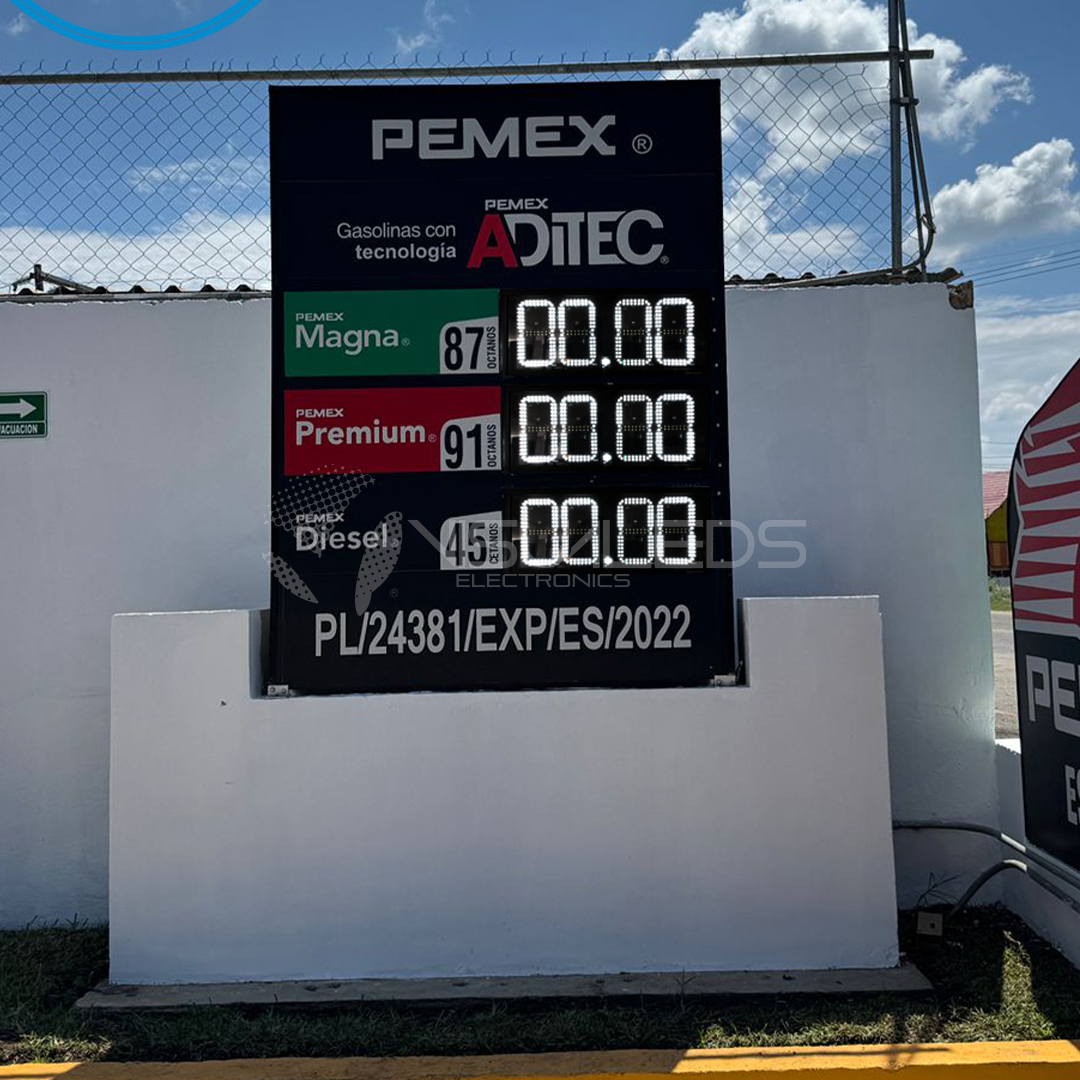 PEMEX ®
PEMEX
Gasolinas con
tecnología
ADITEC®
PEMEX
Magna®
87
OCTANOS
00.00
PEMEX
Premium®
91
OCTANOS
00.00
PEMEX
Diesel®
45
CETANOS
00.00
VISUALLEDS
ELECTRONICS
PL/24381/EXP/ES/2022